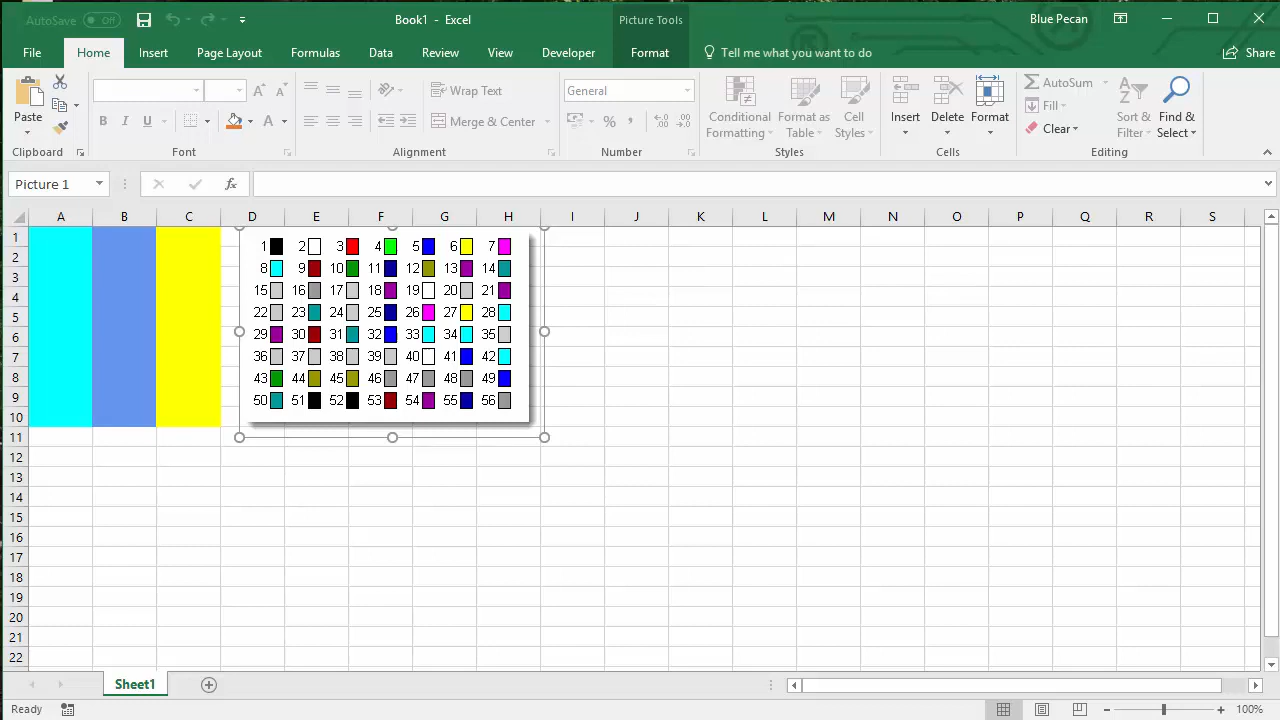 AutoSave Off Book1 - Excel Picture Tools Blue Pecan
File Home Insert Page Layout Formulas Data Review View Developer Format Tell me what you want to do Share
Paste
B I U A A A
Wrap Text
Merge & Center
General
% ,
Conditional Formatting
Format as Table
Cell Styles
Insert Delete Format
AutoSum
Fill
Clear
Sort & Filter
Find & Select
Clipboard Font Alignment Number Styles Cells Editing
Picture 1 fx
A B C D E F G H I J K L M N O P Q R S
1
2
3
4
5
6
7
8
9
10
11
12
13
14
15
16
17
18
19
20
21
22
1 2 3 4 5 6 7
8 9 10 11 12 13 14
15 16 17 18 19 20 21
22 23 24 25 26 27 28
29 30 31 32 33 34 35
36 37 38 39 40 41 42
43 44 45 46 47 48 49
50 51 52 53 54 55 56
Sheet1
Ready 100%